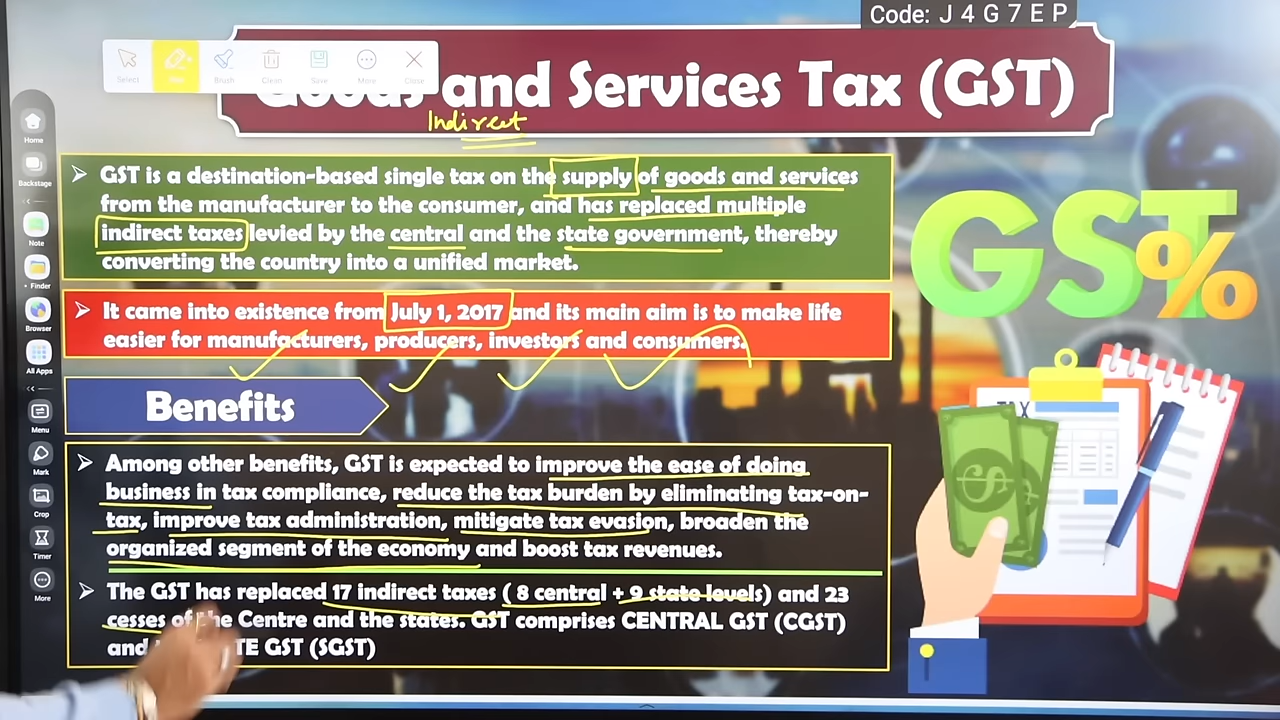 Code: J 4 G 7 E P
Select
Brush
Clean
Save
More
Close
Goods and Services Tax (GST)
Indirect
Home
Backstage
Note
Finder
Browser
All Apps
Menu
Mark
Crop
Timer
More
GST is a destination-based single tax on the supply of goods and services
from the manufacturer to the consumer, and has replaced multiple
indirect taxes levied by the central and the state government, thereby
converting the country into a unified market.
It came into existence from July 1, 2017 and its main aim is to make life
easier for manufacturers, producers, investors and consumers.
Benefits
Among other benefits, GST is expected to improve the ease of doing
business in tax compliance, reduce the tax burden by eliminating tax-on-
tax, improve tax administration, mitigate tax evasion, broaden the
organized segment of the economy and boost tax revenues.
The GST has replaced 17 indirect taxes ( 8 central + 9 state levels) and 23
cesses of the Centre and the states. GST comprises CENTRAL GST (CGST)
and TE GST (SGST)
GST%
TAX